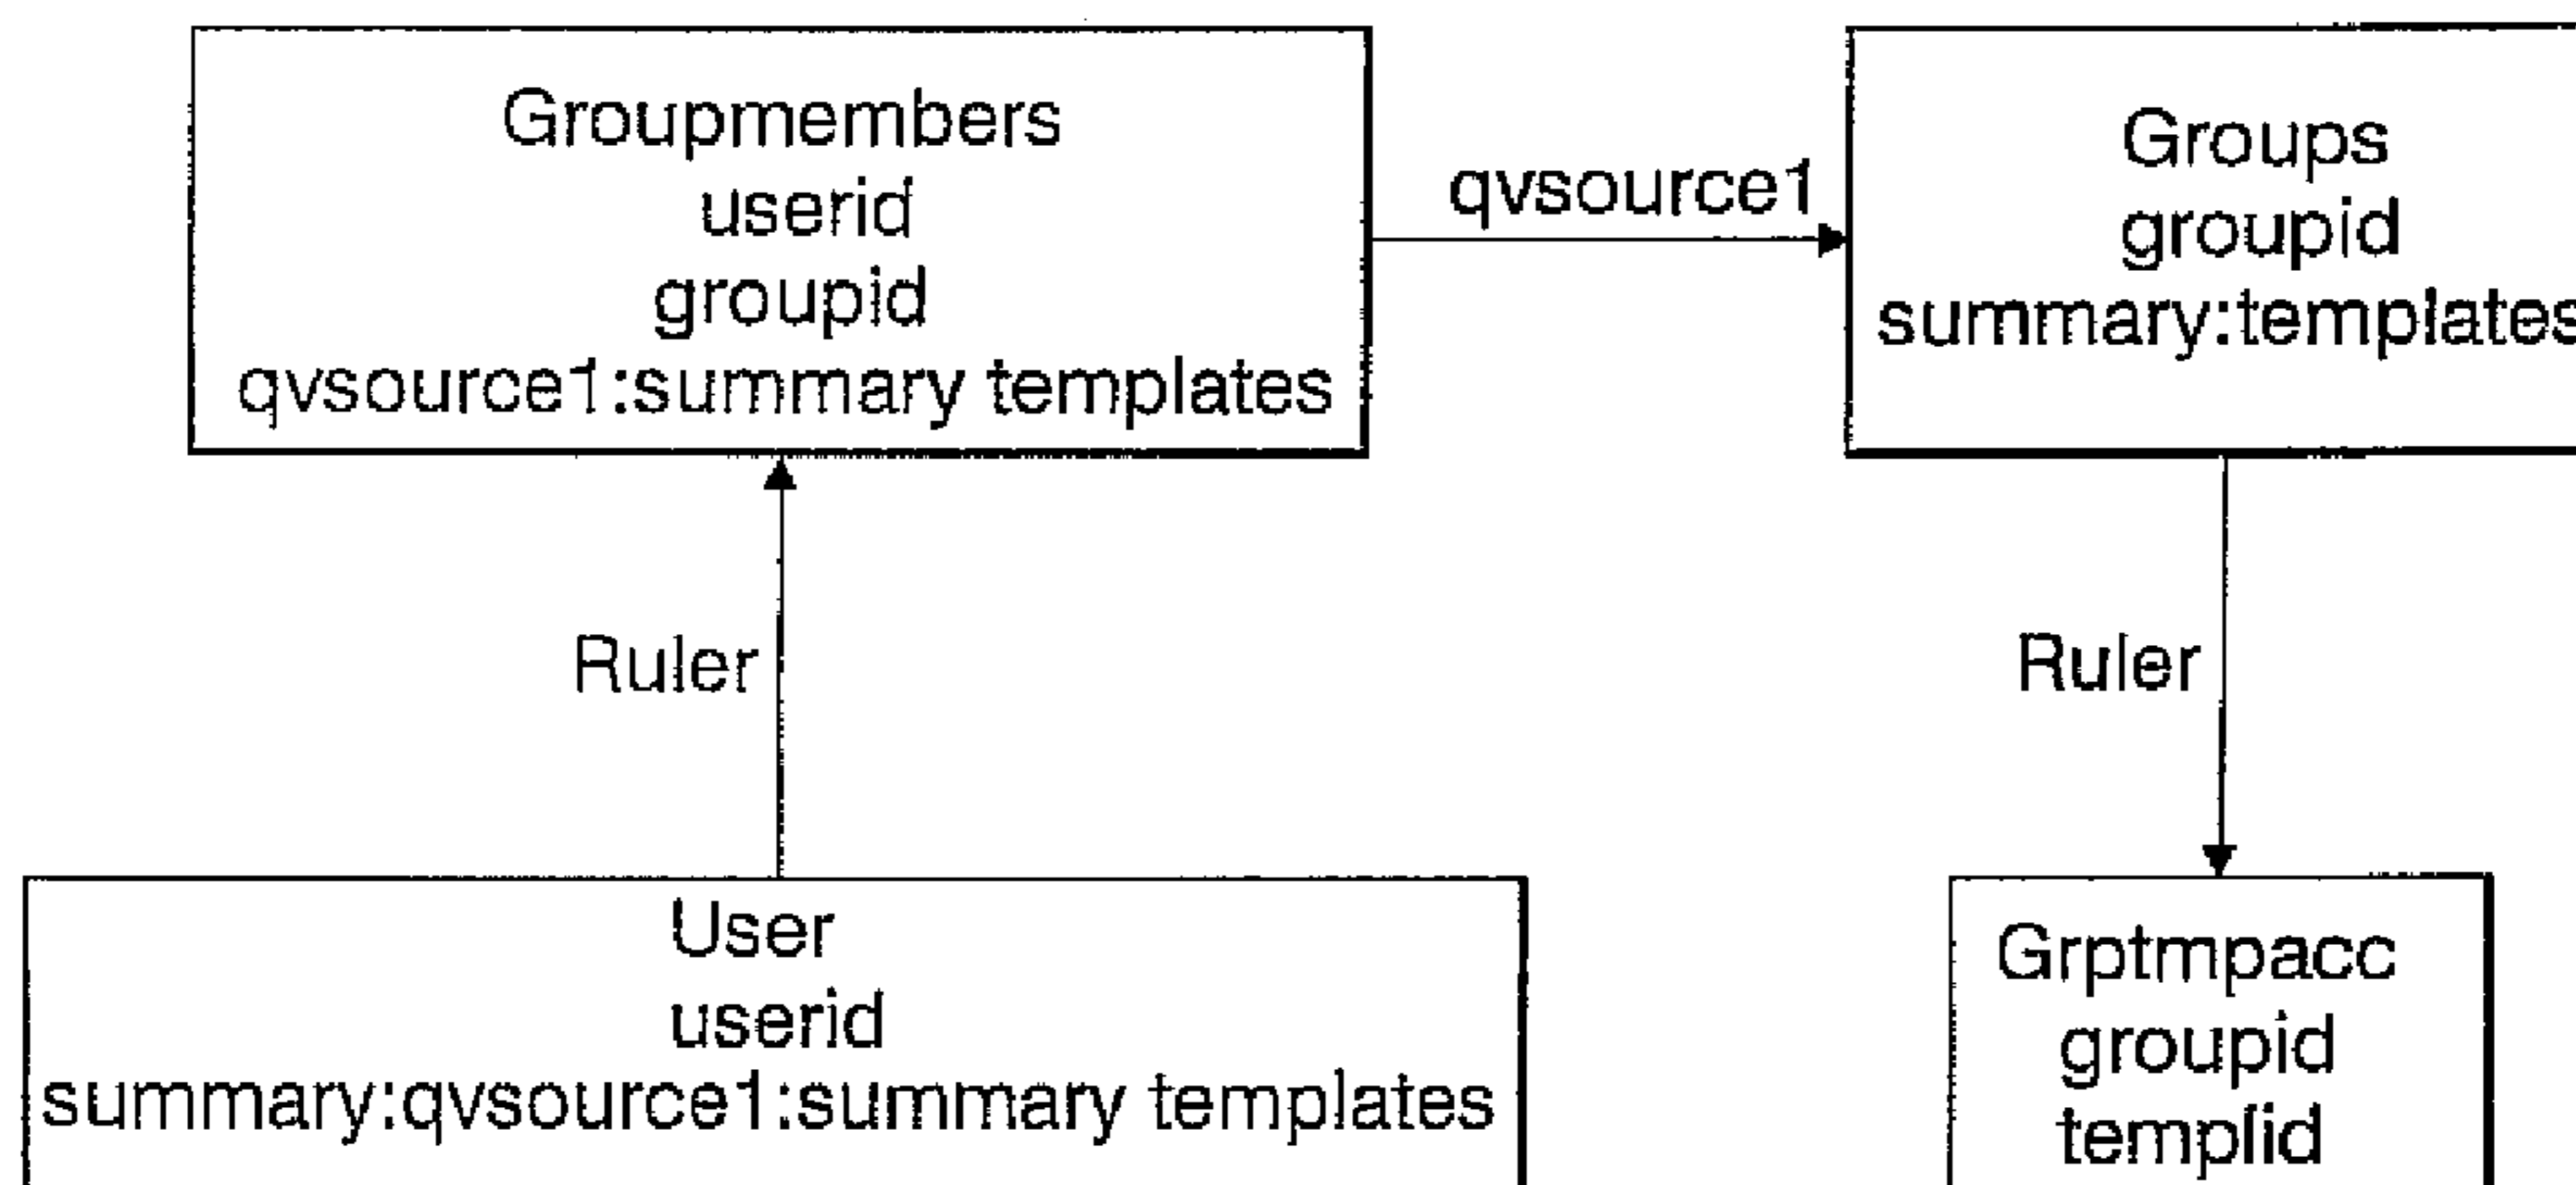 Groupmembers
userid
groupid
qvsource1:summary templates
qvsource1
Groups
groupid
summary:templates
Ruler
Ruler
User
userid
summary:qvsource1:summary templates
Grptmpacc
groupid
templid